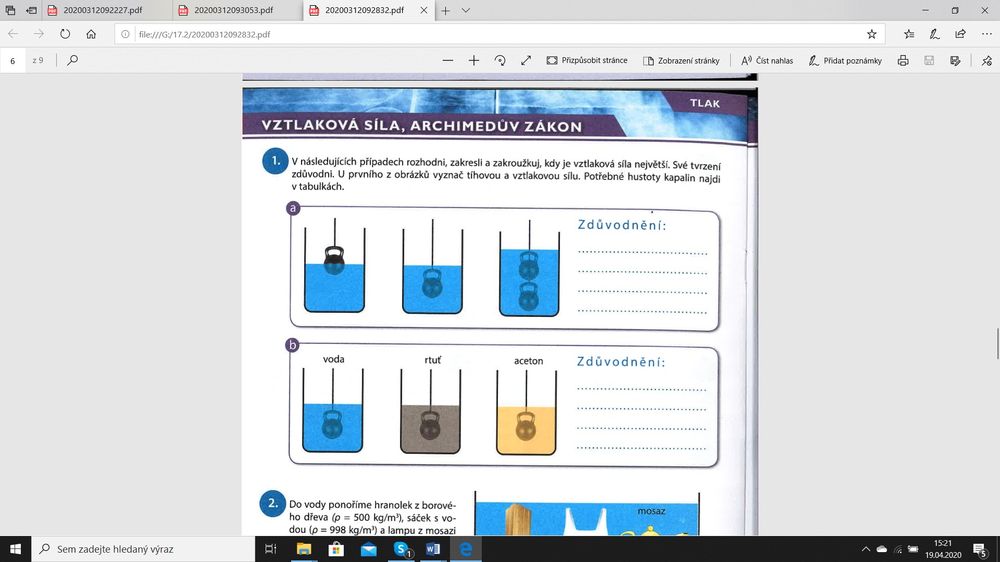 20200312092227.pdf
20200312093053.pdf
20200312092832.pdf
file:///G:/17.2/20200312092832.pdf
6 z 9
Přizpůsobit stránce
Zobrazení stránky
Číst nahlas
Přidat poznámky
TLAK
VZTLAKOVÁ SÍLA, ARCHIMEDŮV ZÁKON
1. V následujících případech rozhodni, zakresli a zakroužkuj, kdy je vztlaková síla největší. Své tvrzení
zdůvodni. U prvního z obrázků vyznač tíhovou a vztlakovou sílu. Potřebné hustoty kapalin najdi
v tabulkách.
a
Zdůvodnění:
b
voda
rtuť
aceton
Zdůvodnění:
2. Do vody ponoříme hranolek z borové-
ho dřeva (ρ = 500 kg/m³), sáček s vo-
dou (ρ = 998 kg/m³) a lampu z mosazi
mosaz
Sem zadejte hledaný výraz
1
15:21
19.04.2020
5